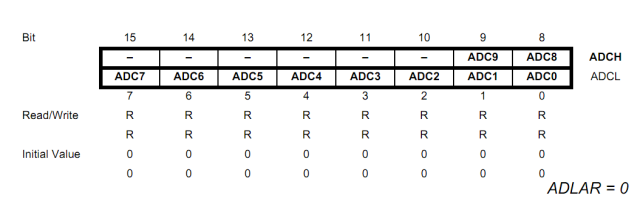 Bit 15 14 13 12 11 10 9 8
– – – – – – ADC9 ADC8 ADCH
ADC7 ADC6 ADC5 ADC4 ADC3 ADC2 ADC1 ADC0 ADCL
7 6 5 4 3 2 1 0
Read/Write R R R R R R R R
R R R R R R R R
Initial Value 0 0 0 0 0 0 0 0
0 0 0 0 0 0 0 0
ADLAR = 0